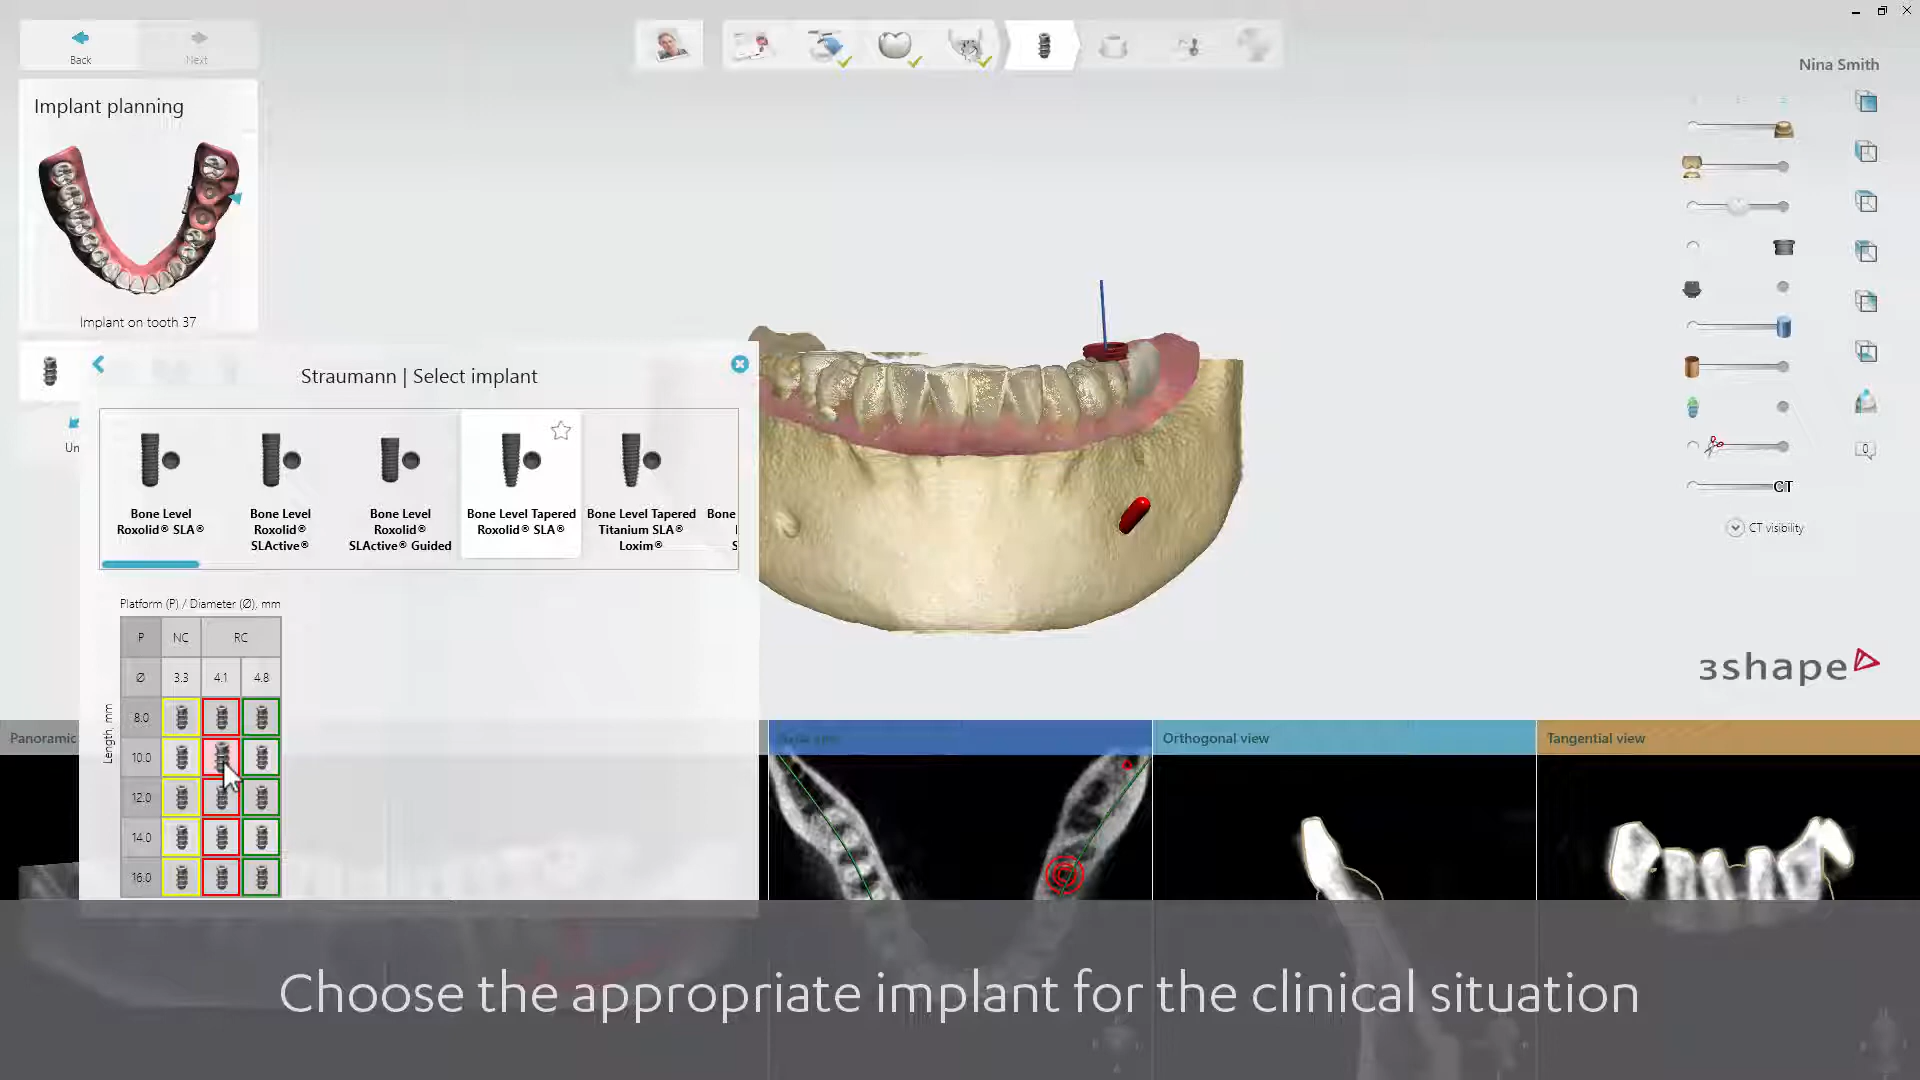 Back
Next
Nina Smith
Implant planning
Implant on tooth 37
Straumann | Select implant
Un
Bone Level
Roxolid® SLA®
Bone Level
Roxolid®
SLActive®
Bone Level
Roxolid®
SLActive® Guided
Bone Level Tapered
Roxolid® SLA®
Bone Level Tapered
Titanium SLA®
Loxim®
Bone
S
Platform (P) / Diameter (Ø), mm
P
NC
RC
Ø
3.3
4.1
4.8
Length, mm
8.0
10.0
12.0
14.0
16.0
0
CT
CT visibility
3shape
Panoramic
Orthogonal view
Tangential view
Choose the appropriate implant for the clinical situation